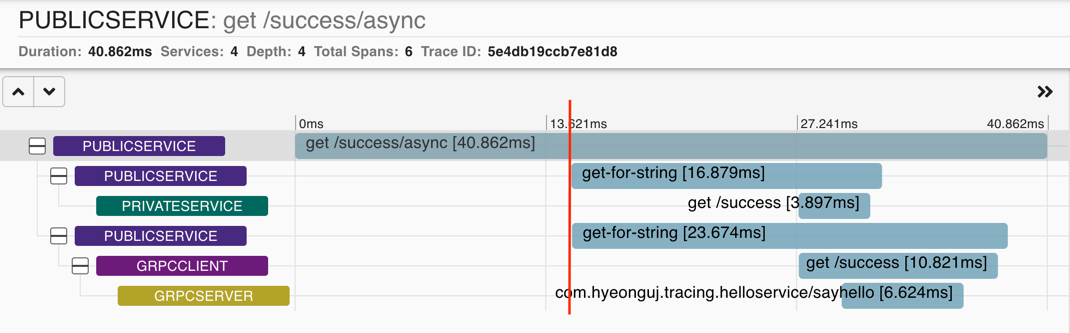 PUBLICSERVICE: get /success/async
Duration: 40.862ms Services: 4 Depth: 4 Total Spans: 6 Trace ID: 5e4db19ccb7e81d8
0ms 13.621ms 27.241ms 40.862ms
PUBLICSERVICE get /success/async [40.862ms]
PUBLICSERVICE get-for-string [16.879ms]
PRIVATESERVICE get /success [3.897ms]
PUBLICSERVICE get-for-string [23.674ms]
GRPCCLIENT get /success [10.821ms]
GRPCSERVER com.hyeonguj.tracing.helloservice/sayhello [6.624ms]